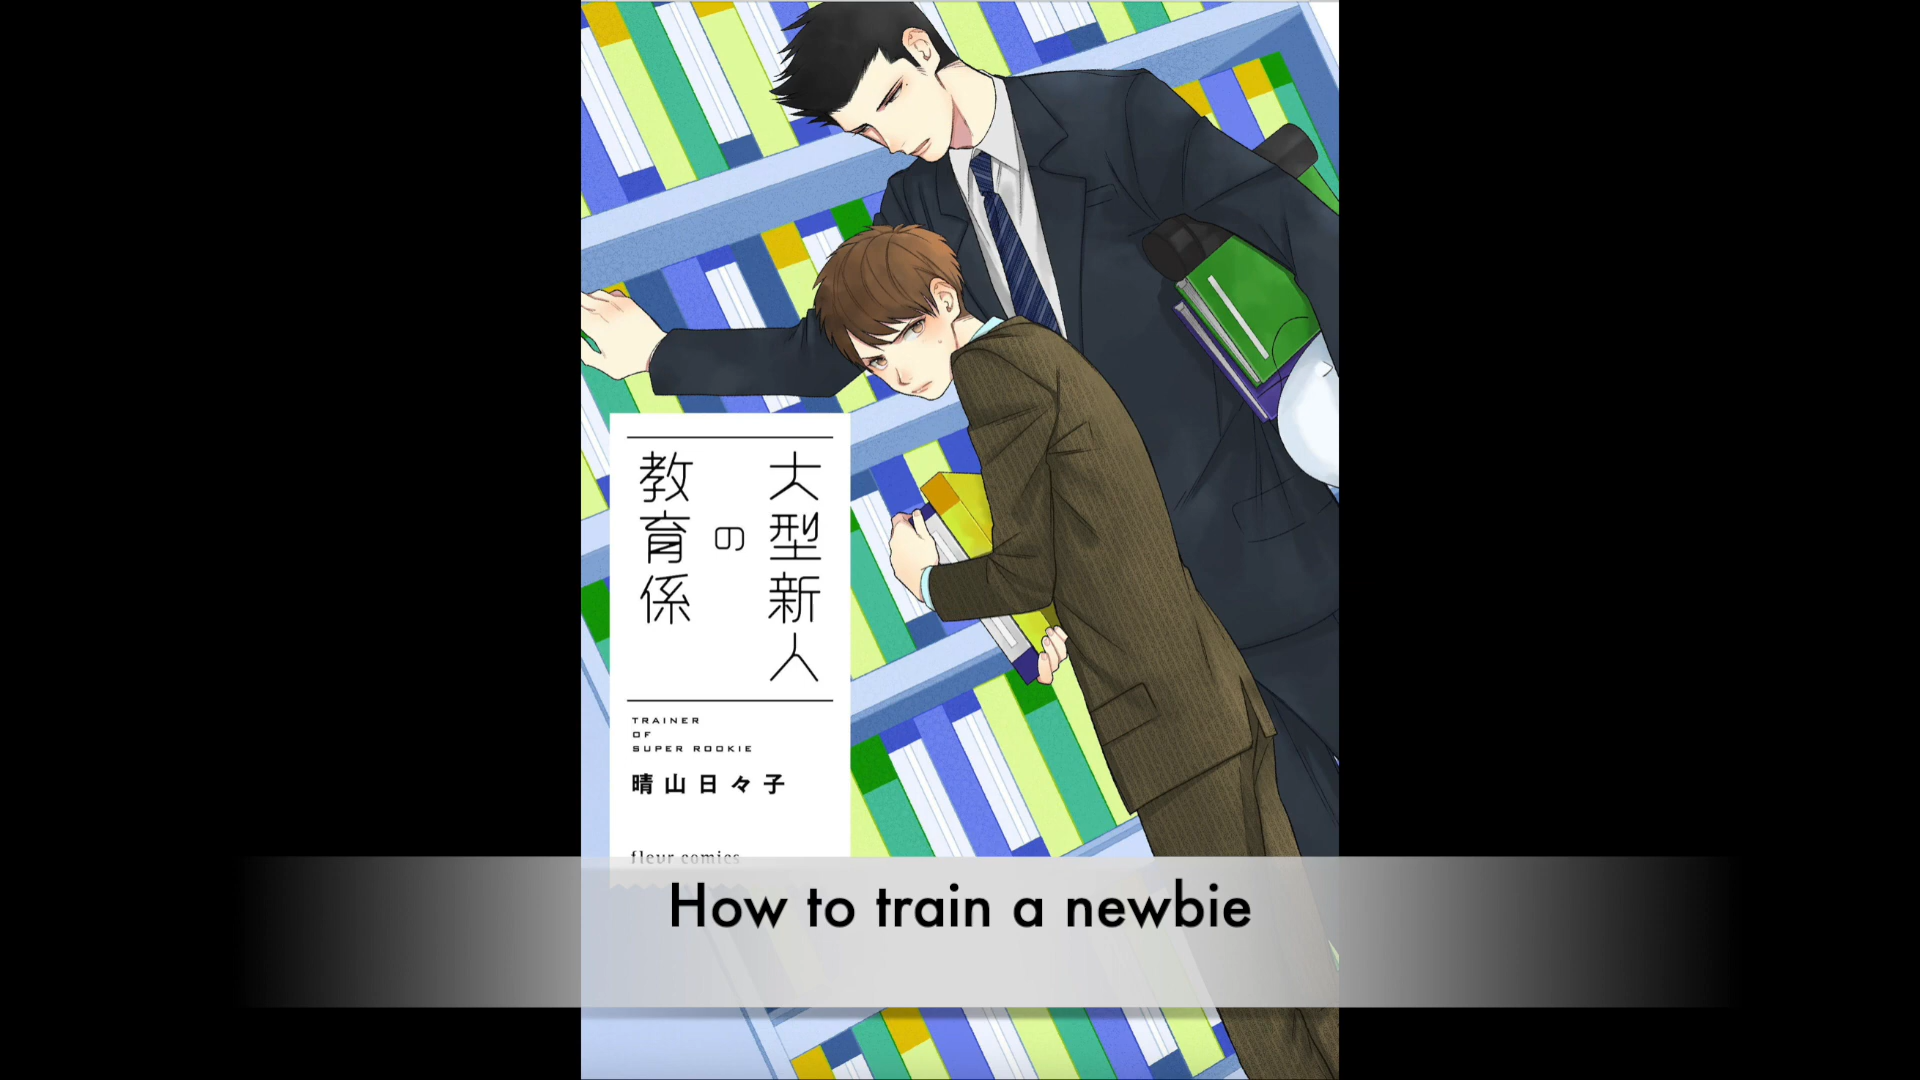 大型新人
の
教育係
TRAINER
OF
SUPER ROOKIE
晴山日々子
fleur comics
How to train a newbie